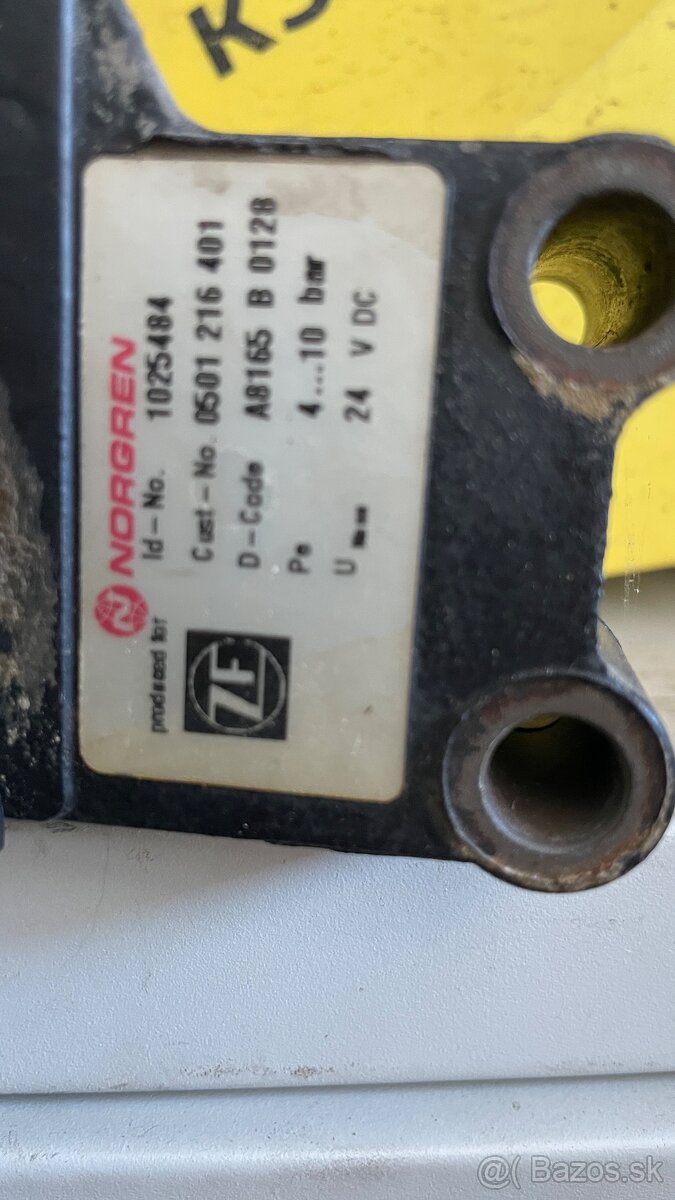 NORGREN
produced for
ZF
Id-No. 1025484
Cust-No. 0501 216 401
D-Code A8165 B 0128
Pe 4...10 bar
U 24 V DC
@( Bazos.sk